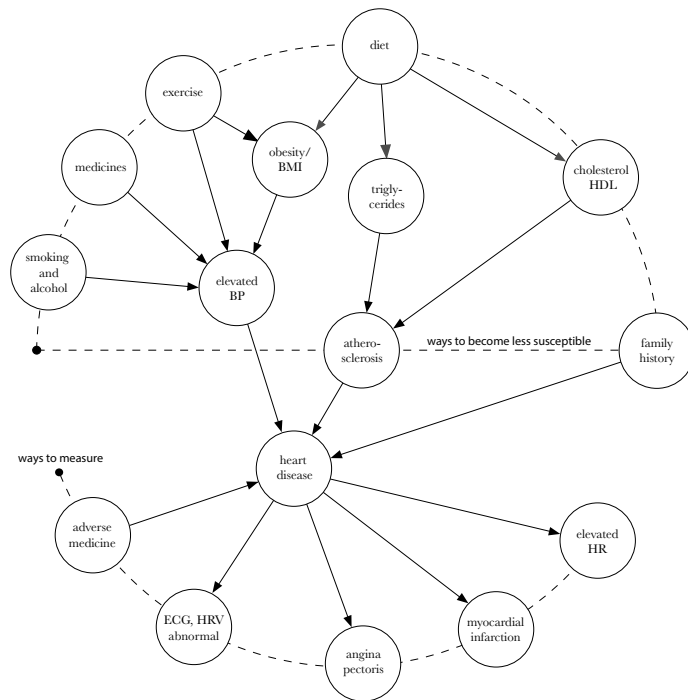 diet
exercise
obesity/
BMI
medicines
cholesterol
HDL
trigly-
cerides
smoking
and
alcohol
elevated
BP
athero-
sclerosis
ways to become less susceptible
family
history
ways to measure
heart
disease
adverse
medicine
elevated
HR
ECG, HRV
abnormal
myocardial
infarction
angina
pectoris